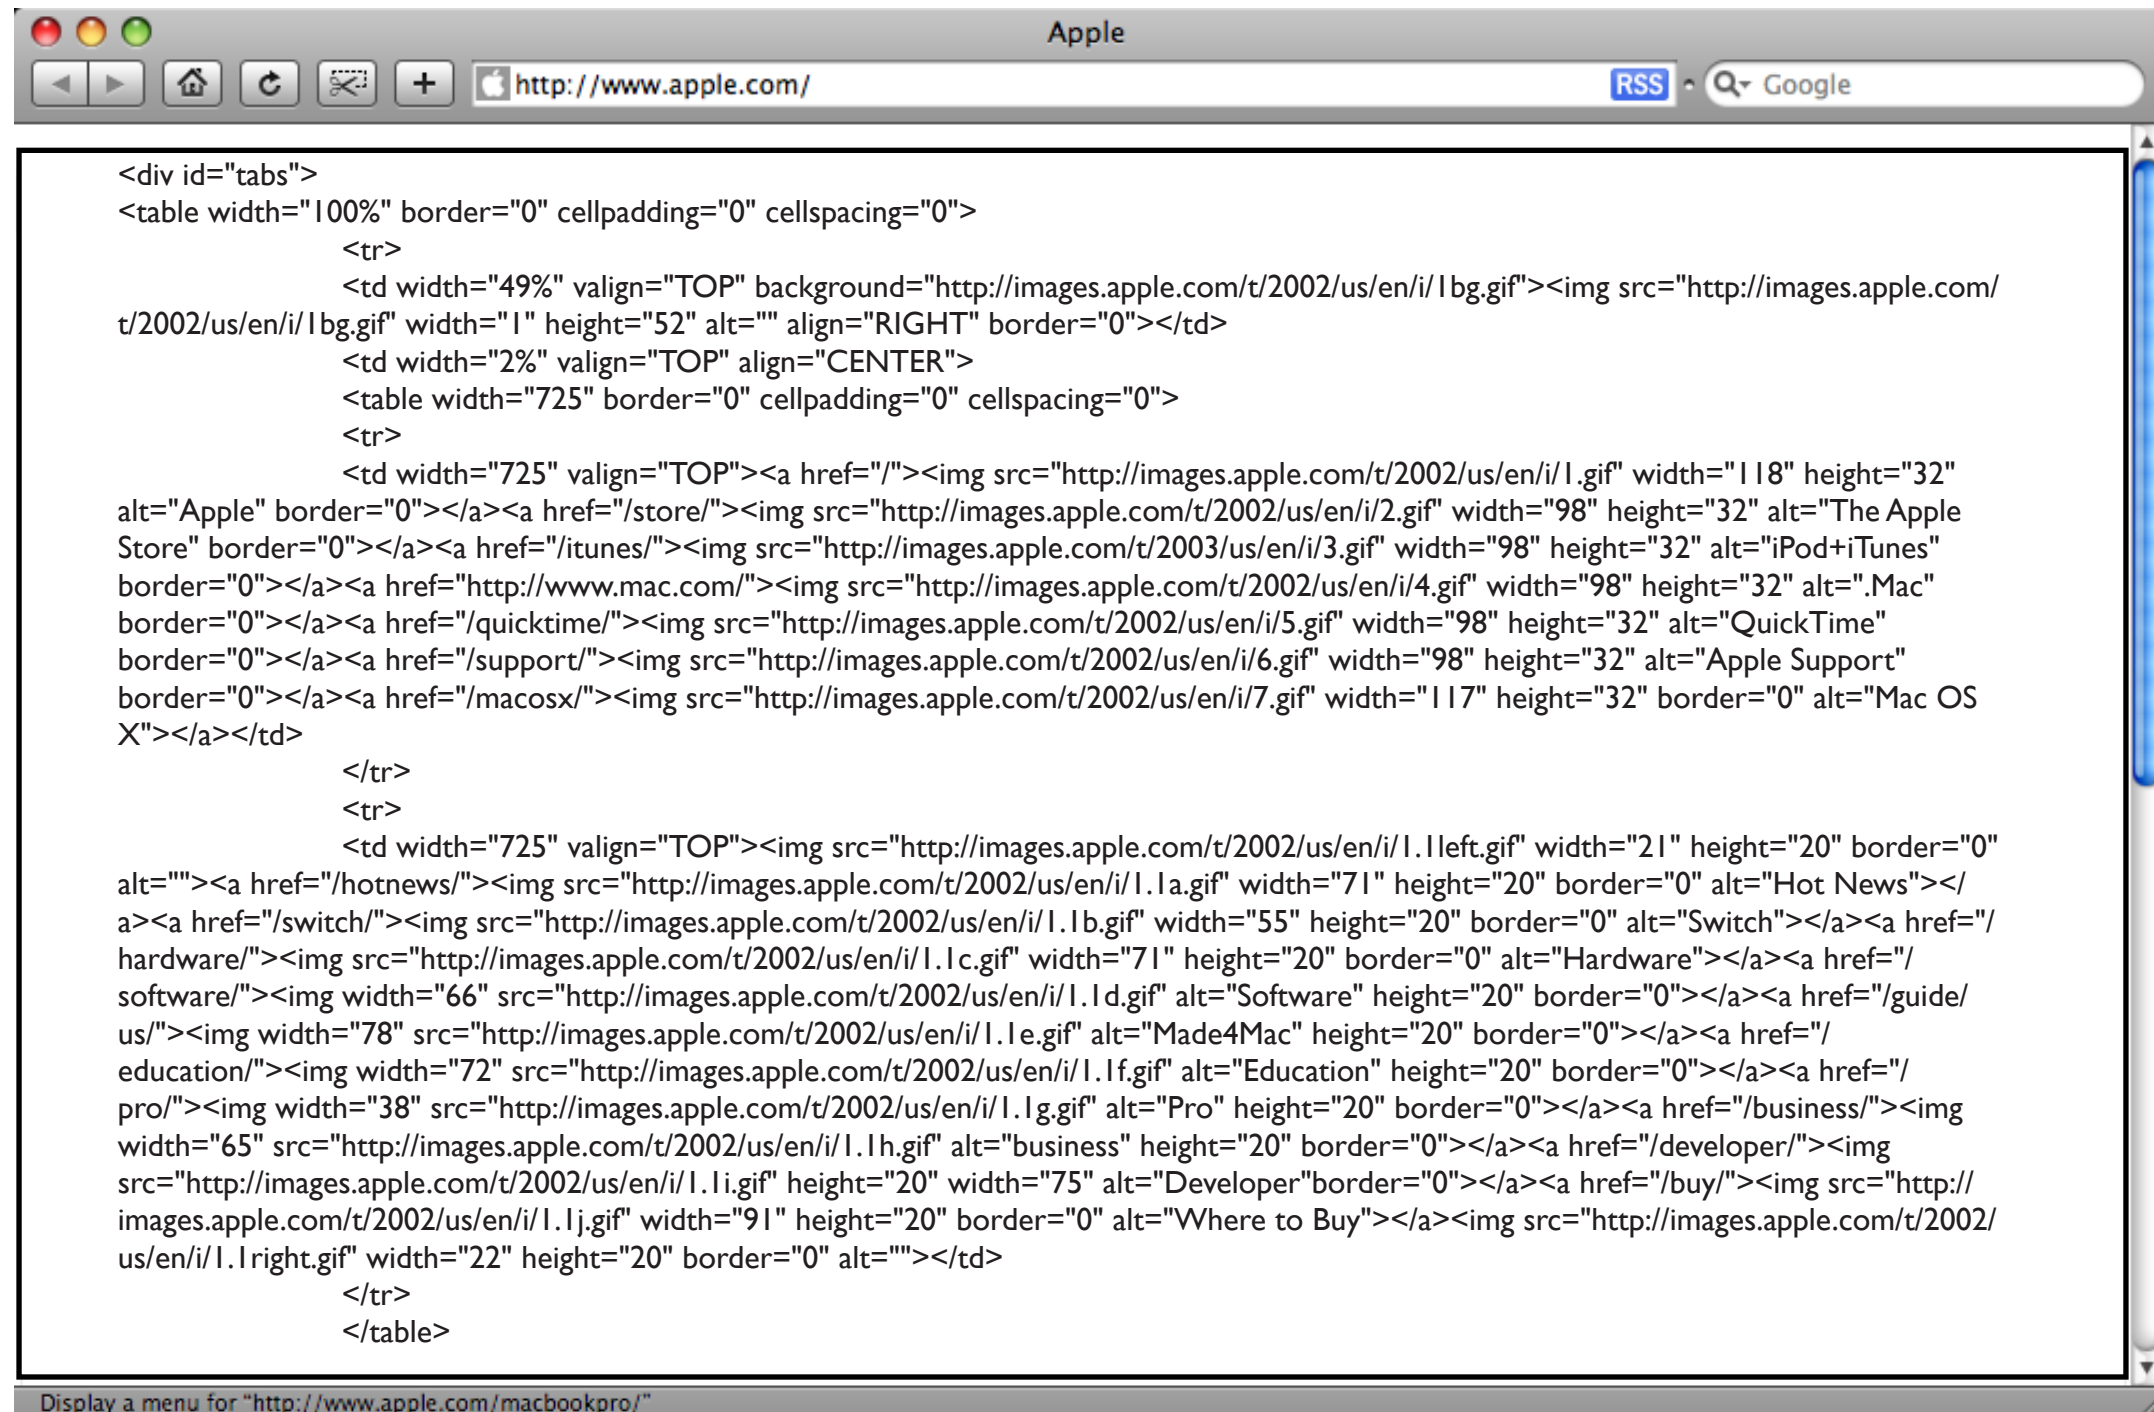 Apple
http://www.apple.com/ RSS Google
<div id="tabs">
<table width="100%" border="0" cellpadding="0" cellspacing="0">
<tr>
<td width="49%" valign="TOP" background="http://images.apple.com/t/2002/us/en/i/1bg.gif"><img src="http://images.apple.com/
t/2002/us/en/i/1bg.gif" width="1" height="52" alt="" align="RIGHT" border="0"></td>
<td width="2%" valign="TOP" align="CENTER">
<table width="725" border="0" cellpadding="0" cellspacing="0">
<tr>
<td width="725" valign="TOP"><a href="/"><img src="http://images.apple.com/t/2002/us/en/i/1.gif" width="118" height="32"
alt="Apple" border="0"></a><a href="/store/"><img src="http://images.apple.com/t/2002/us/en/i/2.gif" width="98" height="32" alt="The Apple
Store" border="0"></a><a href="/itunes/"><img src="http://images.apple.com/t/2003/us/en/i/3.gif" width="98" height="32" alt="iPod+iTunes"
border="0"></a><a href="http://www.mac.com/"><img src="http://images.apple.com/t/2002/us/en/i/4.gif" width="98" height="32" alt=".Mac"
border="0"></a><a href="/quicktime/"><img src="http://images.apple.com/t/2002/us/en/i/5.gif" width="98" height="32" alt="QuickTime"
border="0"></a><a href="/support/"><img src="http://images.apple.com/t/2002/us/en/i/6.gif" width="98" height="32" alt="Apple Support"
border="0"></a><a href="/macosx/"><img src="http://images.apple.com/t/2002/us/en/i/7.gif" width="117" height="32" border="0" alt="Mac OS
X"></a></td>
</tr>
<tr>
<td width="725" valign="TOP"><img src="http://images.apple.com/t/2002/us/en/i/1.1left.gif" width="21" height="20" border="0"
alt=""><a href="/hotnews/"><img src="http://images.apple.com/t/2002/us/en/i/1.1a.gif" width="71" height="20" border="0" alt="Hot News"></
a><a href="/switch/"><img src="http://images.apple.com/t/2002/us/en/i/1.1b.gif" width="55" height="20" border="0" alt="Switch"></a><a href="/
hardware/"><img src="http://images.apple.com/t/2002/us/en/i/1.1c.gif" width="71" height="20" border="0" alt="Hardware"></a><a href="/
software/"><img width="66" src="http://images.apple.com/t/2002/us/en/i/1.1d.gif" alt="Software" height="20" border="0"></a><a href="/guide/
us/"><img width="78" src="http://images.apple.com/t/2002/us/en/i/1.1e.gif" alt="Made4Mac" height="20" border="0"></a><a href="/
education/"><img width="72" src="http://images.apple.com/t/2002/us/en/i/1.1f.gif" alt="Education" height="20" border="0"></a><a href="/
pro/"><img width="38" src="http://images.apple.com/t/2002/us/en/i/1.1g.gif" alt="Pro" height="20" border="0"></a><a href="/business/"><img
width="65" src="http://images.apple.com/t/2002/us/en/i/1.1h.gif" alt="business" height="20" border="0"></a><a href="/developer/"><img
src="http://images.apple.com/t/2002/us/en/i/1.1i.gif" height="20" width="75" alt="Developer"border="0"></a><a href="/buy/"><img src="http://
images.apple.com/t/2002/us/en/i/1.1j.gif" width="91" height="20" border="0" alt="Where to Buy"></a><img src="http://images.apple.com/t/2002/
us/en/i/1.1right.gif" width="22" height="20" border="0" alt=""></td>
</tr>
</table>
Display a menu for “http://www.apple.com/macbookpro/”